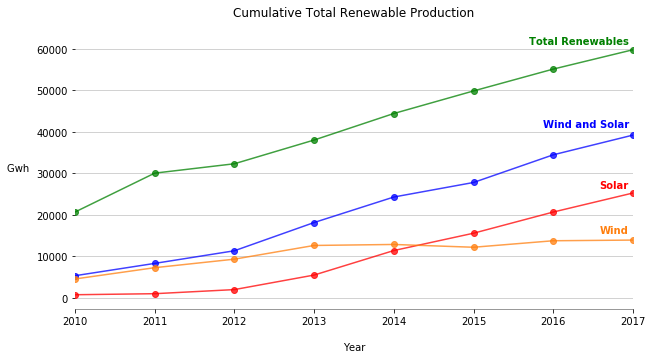 Cumulative Total Renewable Production
Total Renewables
60000
50000
Wind and Solar
40000
30000
Gwh
Solar
20000
Wind
10000
0
2010 2011 2012 2013 2014 2015 2016 2017
Year